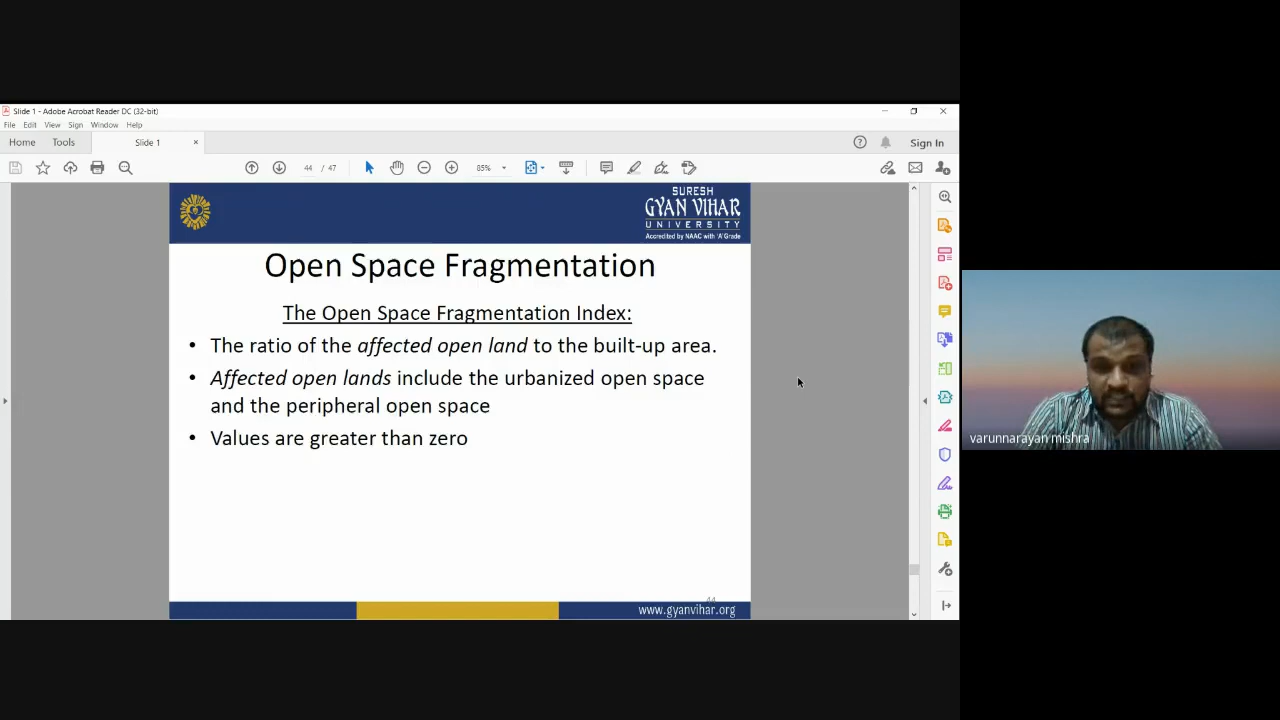 Slide 1 - Adobe Acrobat Reader DC (32-bit)
File Edit View Sign Window Help
Home Tools Slide 1 × Sign In
44 / 47 85%
SURESH
GYAN VIHAR
UNIVERSITY
Accredited by NAAC with 'A' Grade
Open Space Fragmentation
The Open Space Fragmentation Index:
• The ratio of the affected open land to the built-up area.
• Affected open lands include the urbanized open space
and the peripheral open space
• Values are greater than zero
44
www.gyanvihar.org
varunnarayan mishra